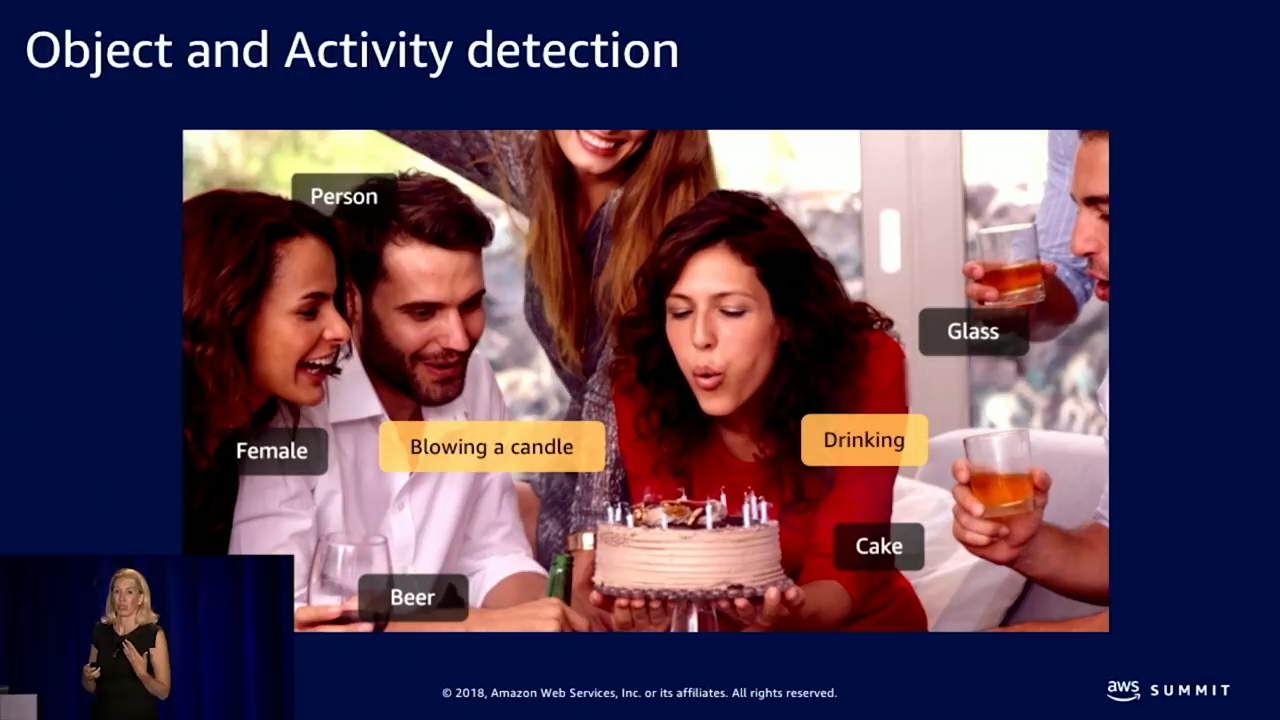 Object and Activity detection
Person
Glass
Drinking
Blowing a candle
Female
Cake
Beer
© 2018, Amazon Web Services, Inc. or its affiliates. All rights reserved.
aws SUMMIT